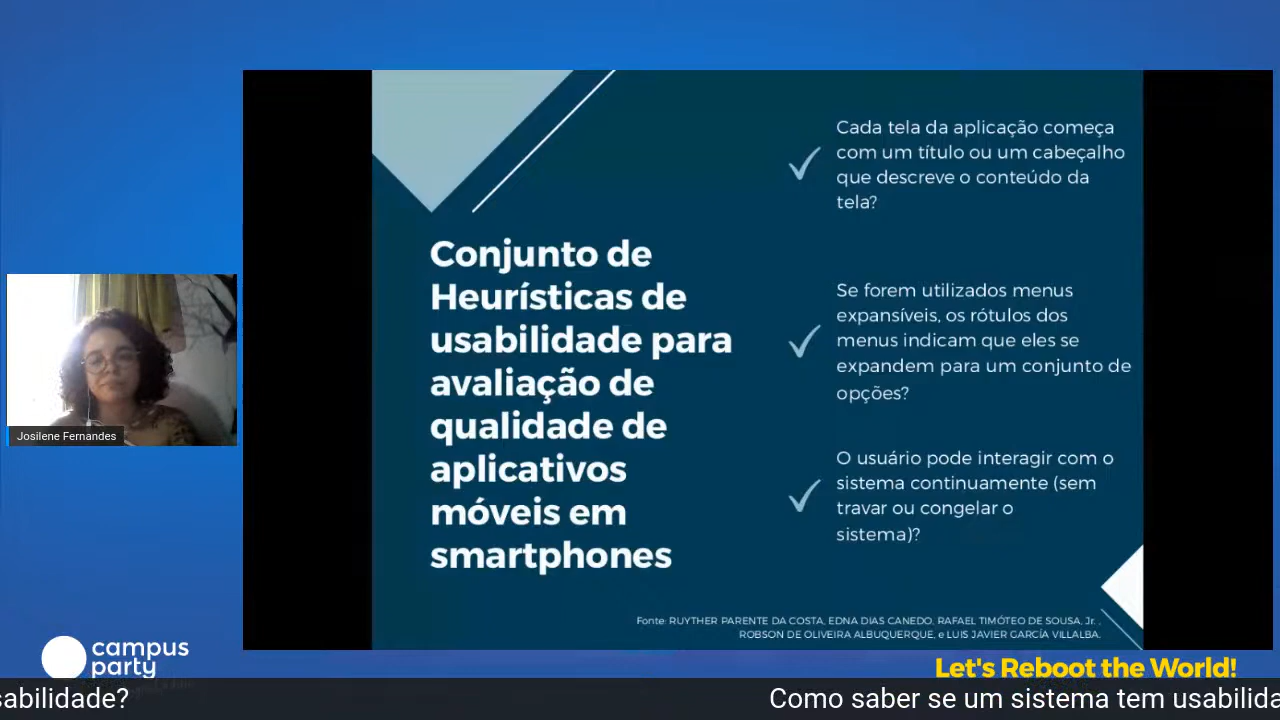 Conjunto de
Heurísticas de
usabilidade para
avaliação de
qualidade de
aplicativos
móveis em
smartphones
Cada tela da aplicação começa
com um título ou um cabeçalho
que descreve o conteúdo da
tela?
Se forem utilizados menus
expansíveis, os rótulos dos
menus indicam que eles se
expandem para um conjunto de
opções?
O usuário pode interagir com o
sistema continuamente (sem
travar ou congelar o
sistema)?
Fonte: RUYTHER PARENTE DA COSTA, EDNA DIAS CANEDO, RAFAEL TIMÓTEO DE SOUSA, Jr. ,
ROBSON DE OLIVEIRA ALBUQUERQUE, e LUIS JAVIER GARCÍA VILLALBA.
Josilene Fernandes
campus
party
Let's Reboot the World!
sabilidade? Como saber se um sistema tem usabilida